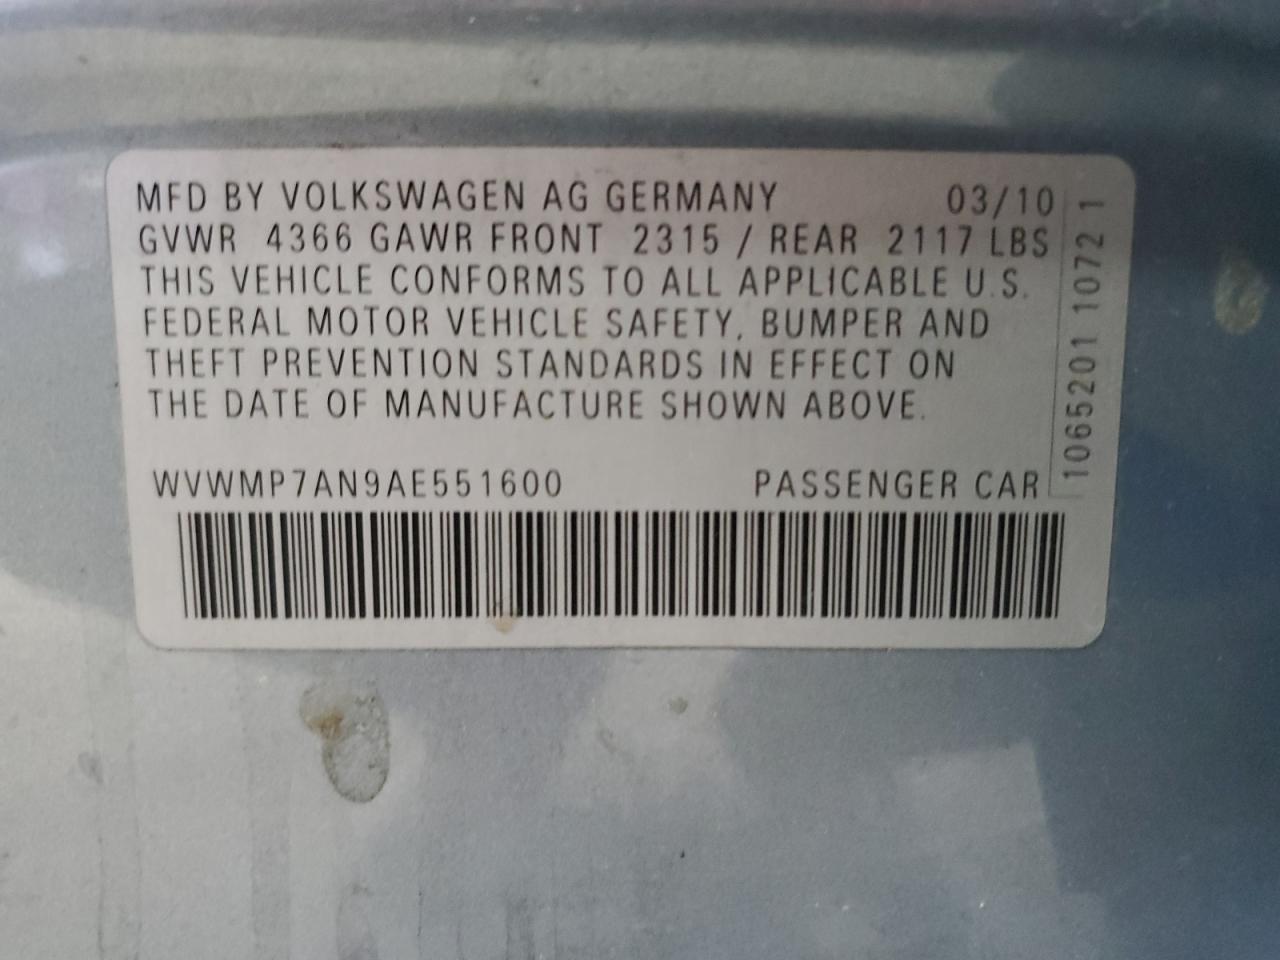 MFD BY VOLKSWAGEN AG GERMANY 03/10
GVWR 4366 GAWR FRONT 2315 / REAR 2117 LBS
THIS VEHICLE CONFORMS TO ALL APPLICABLE U.S.
FEDERAL MOTOR VEHICLE SAFETY, BUMPER AND
THEFT PREVENTION STANDARDS IN EFFECT ON
THE DATE OF MANUFACTURE SHOWN ABOVE.
WVWMP7AN9AE551600 PASSENGER CAR
1065201 1072 1